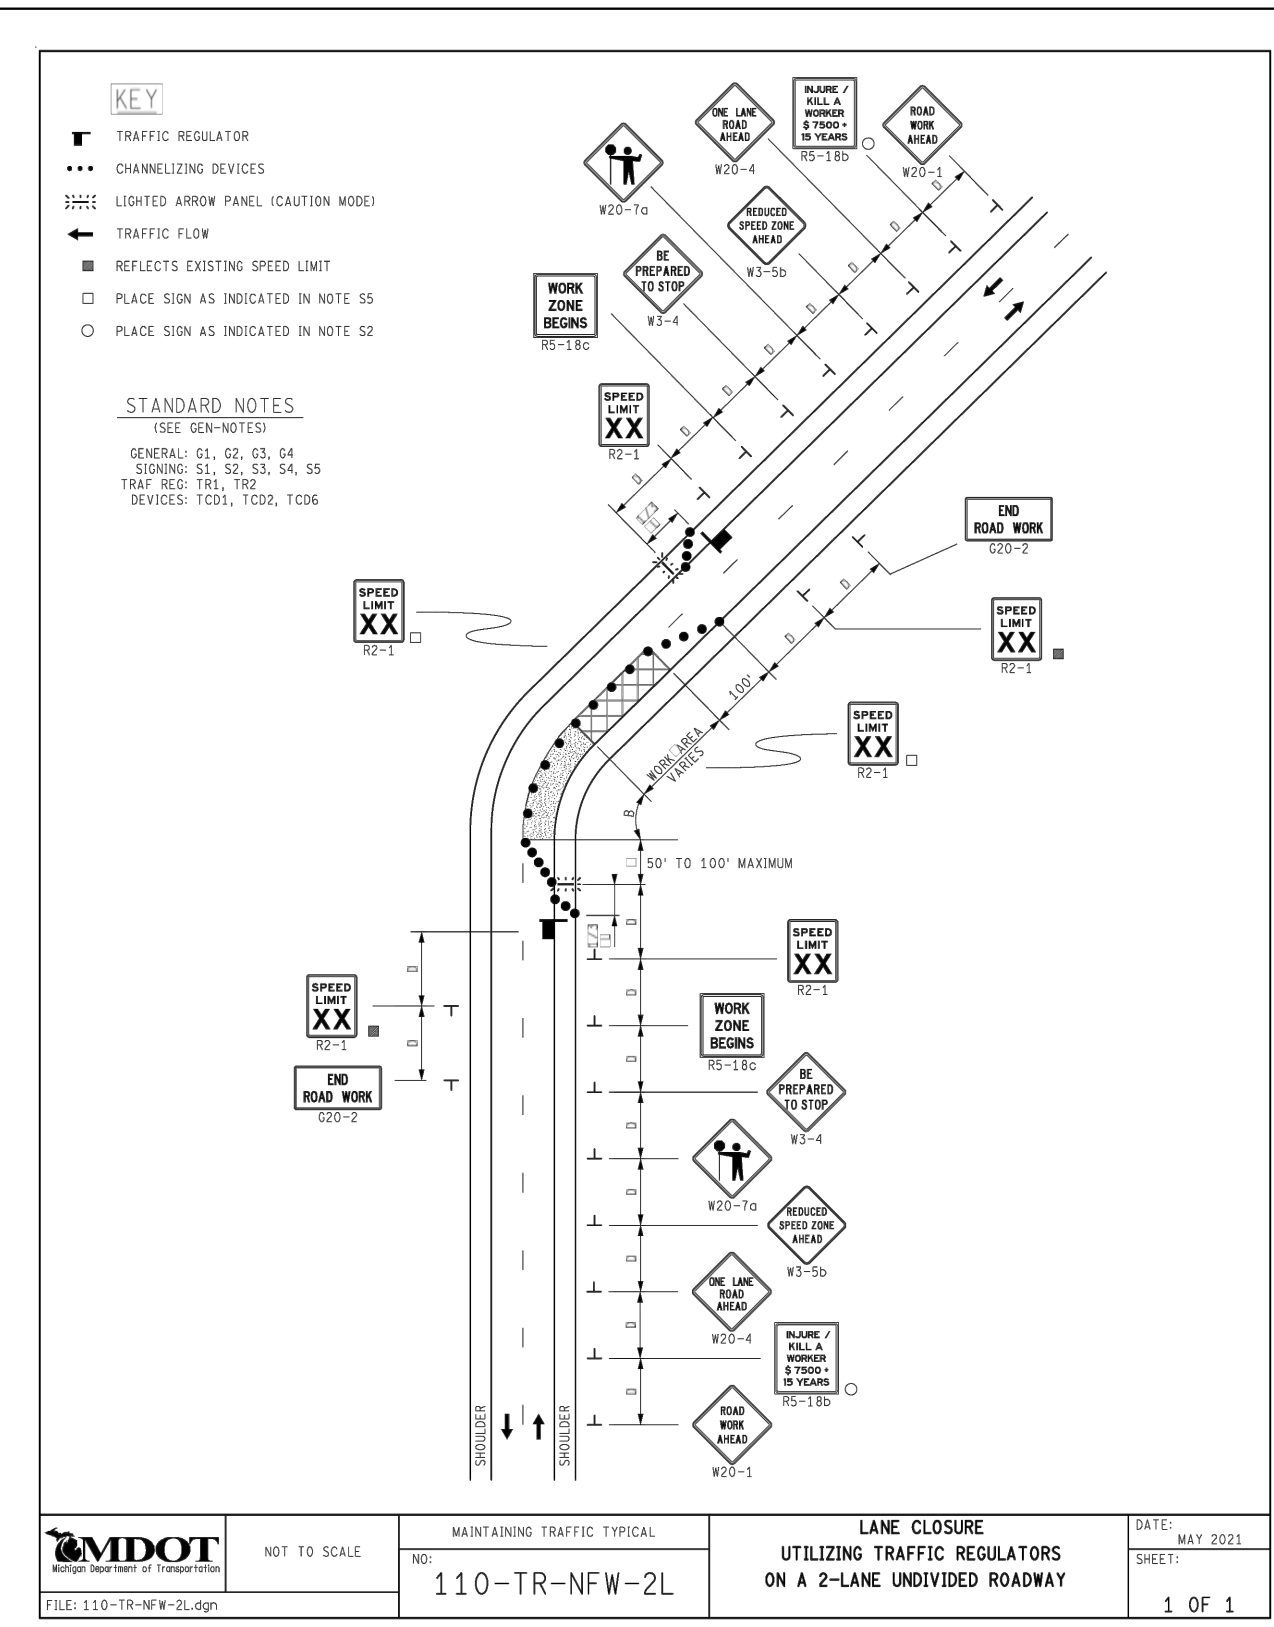 KEY
TRAFFIC REGULATOR
CHANNELIZING DEVICES
LIGHTED ARROW PANEL (CAUTION MODE)
TRAFFIC FLOW
REFLECTS EXISTING SPEED LIMIT
PLACE SIGN AS INDICATED IN NOTE S5
PLACE SIGN AS INDICATED IN NOTE S2
STANDARD NOTES
(SEE GEN-NOTES)
GENERAL: G1, G2, G3, G4
SIGNING: S1, S2, S3, S4, S5
TRAF REG: TR1, TR2
DEVICES: TCD1, TCD2, TCD6
ROAD
WORK
AHEAD
W20-1
INJURE /
KILL A
WORKER
$ 7500 +
15 YEARS
R5-18b
ONE LANE
ROAD
AHEAD
W20-4
W20-7a
REDUCED
SPEED ZONE
AHEAD
W3-5b
BE
PREPARED
TO STOP
W3-4
WORK
ZONE
BEGINS
R5-18c
SPEED
LIMIT
XX
R2-1
D
D
D
D
D
D
D
D
1/3
END
ROAD WORK
G20-2
D
SPEED
LIMIT
XX
R2-1
SPEED
LIMIT
XX
R2-1
D
100'
SPEED
LIMIT
XX
R2-1
WORK AREA
VARIES
B
50' TO 100' MAXIMUM
1/3
D
SPEED
LIMIT
XX
R2-1
D
WORK
ZONE
BEGINS
R5-18c
D
BE
PREPARED
TO STOP
W3-4
D
W20-7a
D
REDUCED
SPEED ZONE
AHEAD
W3-5b
D
ONE LANE
ROAD
AHEAD
W20-4
D
INJURE /
KILL A
WORKER
$ 7500 +
15 YEARS
R5-18b
D
ROAD
WORK
AHEAD
W20-1
D
SPEED
LIMIT
XX
R2-1
D
END
ROAD WORK
G20-2
SHOULDER
SHOULDER
MDOT
Michigan Department of Transportation
FILE: 110-TR-NFW-2L.dgn
NOT TO SCALE
MAINTAINING TRAFFIC TYPICAL
NO:
110-TR-NFW-2L
LANE CLOSURE
UTILIZING TRAFFIC REGULATORS
ON A 2-LANE UNDIVIDED ROADWAY
DATE:
MAY 2021
SHEET:
1 OF 1